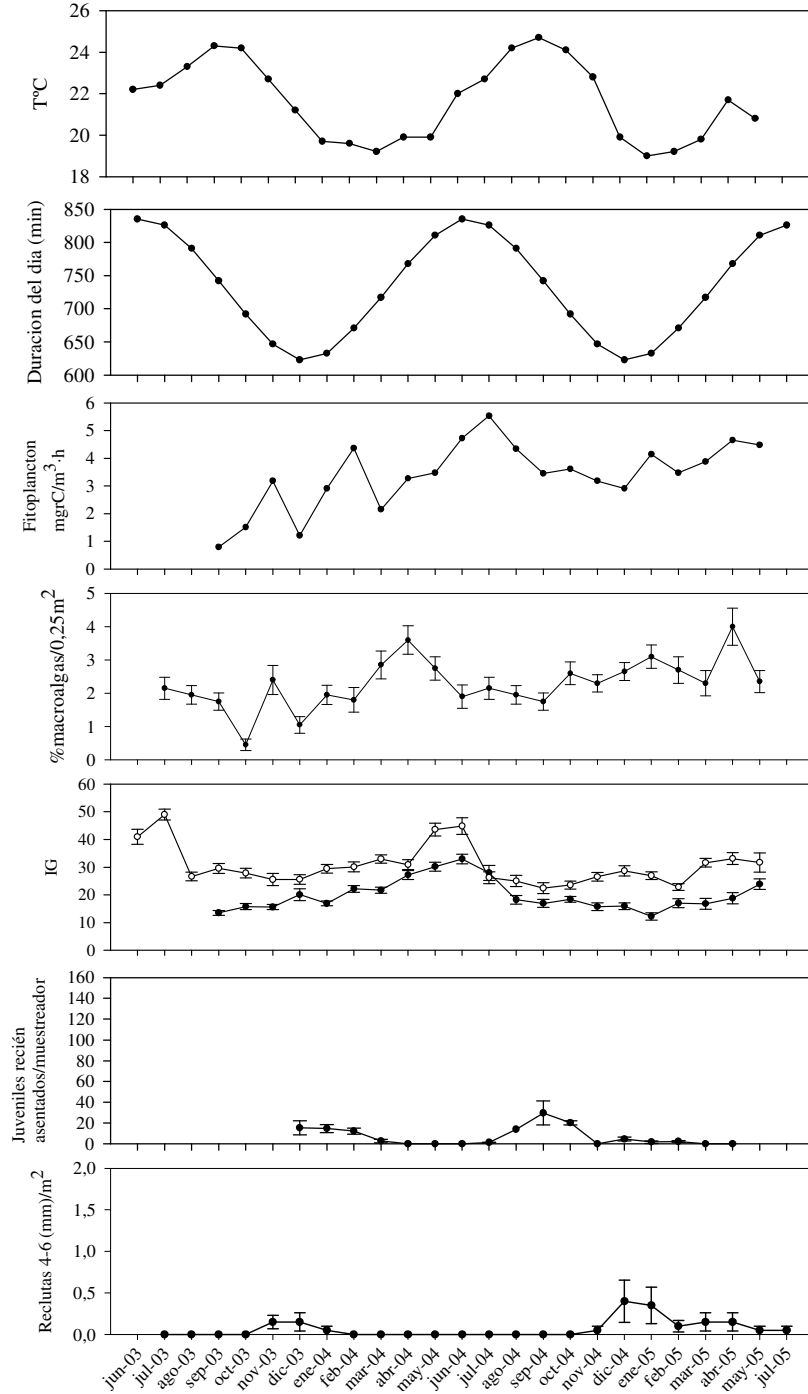 26
24
22
20
18
TºC
850
800
750
700
650
600
Duracion del dia (min)
6
5
4
3
2
1
0
Fitoplancton
mgrC/m³·h
5
4
3
2
1
0
%macroalgas/0,25m²
60
50
40
30
20
10
0
IG
160
140
120
100
80
60
40
20
0
Juveniles recién
asentados/muestreador
2,0
1,5
1,0
0,5
0,0
Reclutas 4-6 (mm)/m²
jun-03
jul-03
ago-03
sep-03
oct-03
nov-03
dic-03
ene-04
feb-04
mar-04
abr-04
may-04
jun-04
jul-04
ago-04
sep-04
oct-04
nov-04
dic-04
ene-05
feb-05
mar-05
abr-05
may-05
jul-05